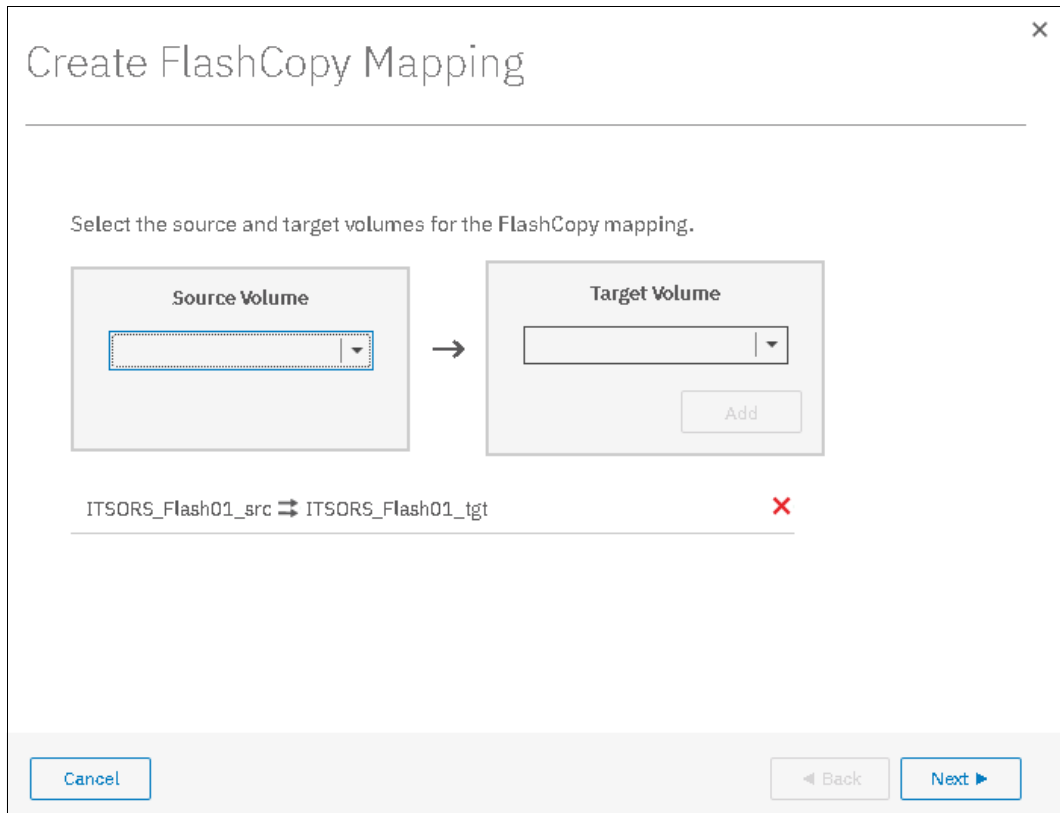 Create FlashCopy Mapping
Select the source and target volumes for the FlashCopy mapping.
Source Volume
Target Volume
Add
ITSORS_Flash01_src ⇉ ITSORS_Flash01_tgt
Cancel
Back
Next